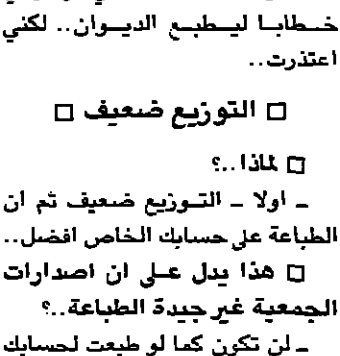 خطابا ليطبع الديوان.. لكني
اعتذرت..
□ التوزيع ضعيف □
□ لماذا..؟
ـ اولا ـ التوزيع ضعيف ثم ان
الطباعة على حسابك الخاص افضل..
□ هذا يدل على ان اصدارات
الجمعية غير جيدة الطباعة..؟
ـ لن تكون كما لو طبعت لحسابك